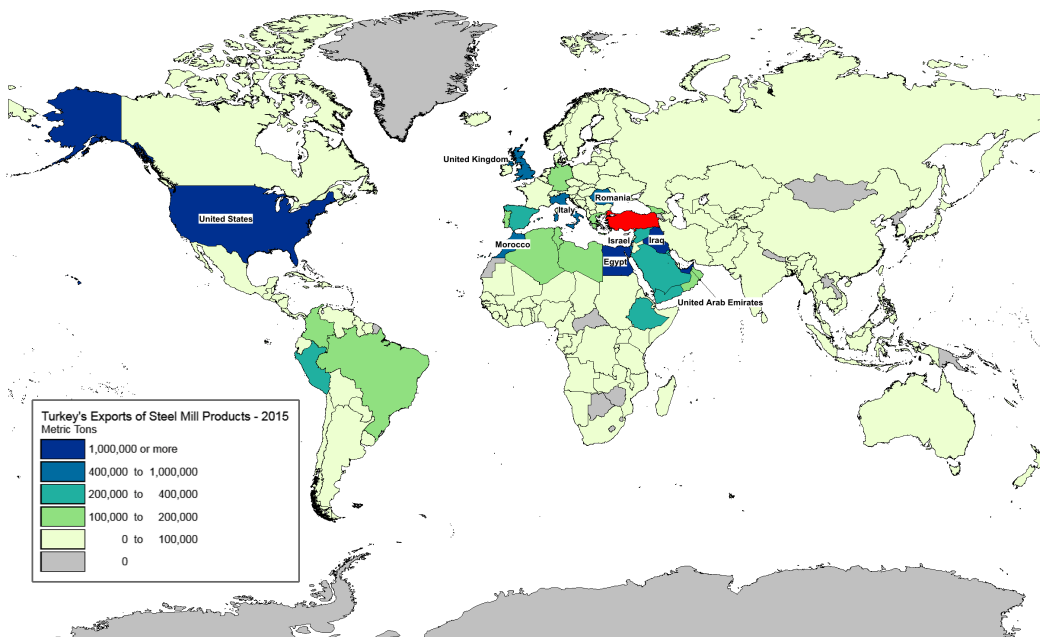 United Kingdom
Romania
Italy
United States
Morocco
Israel
Iraq
Egypt
United Arab Emirates
Turkey's Exports of Steel Mill Products - 2015
Metric Tons
1,000,000 or more
400,000 to 1,000,000
200,000 to 400,000
100,000 to 200,000
0 to 100,000
0